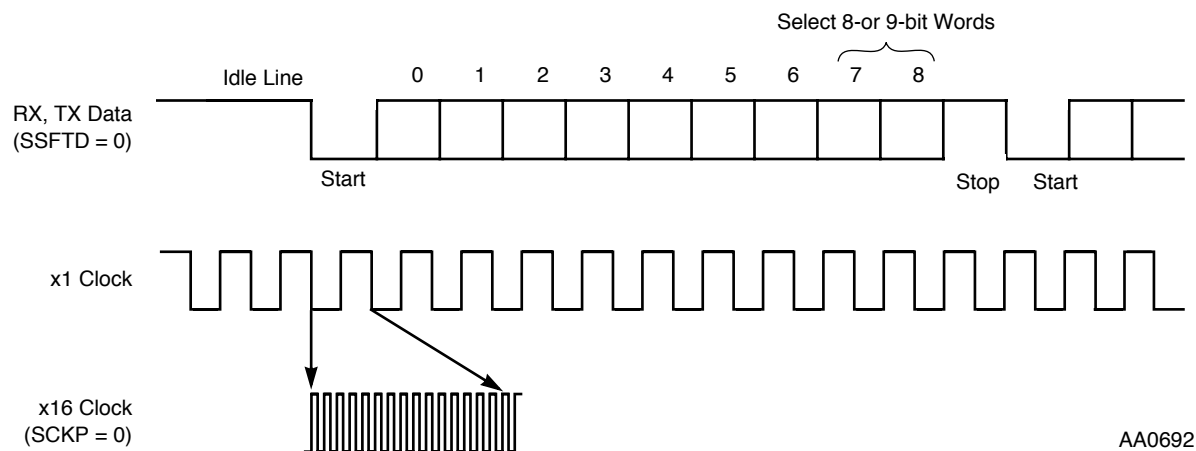 Select 8-or 9-bit Words
Idle Line 0 1 2 3 4 5 6 7 8
RX, TX Data
(SSFTD = 0)
Start Stop Start
x1 Clock
x16 Clock
(SCKP = 0)
AA0692